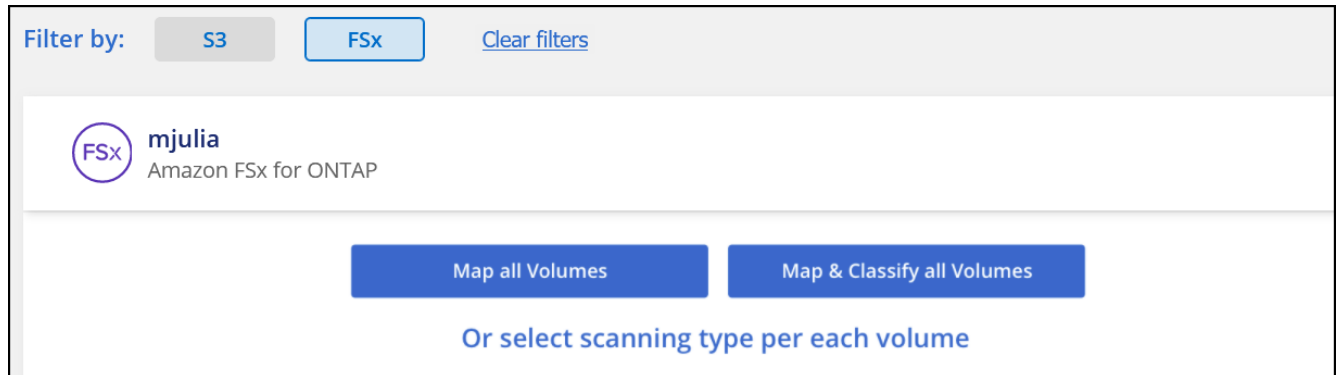 Filter by: S3 FSx Clear filters
FSx mjulia
Amazon FSx for ONTAP
Map all Volumes Map & Classify all Volumes
Or select scanning type per each volume